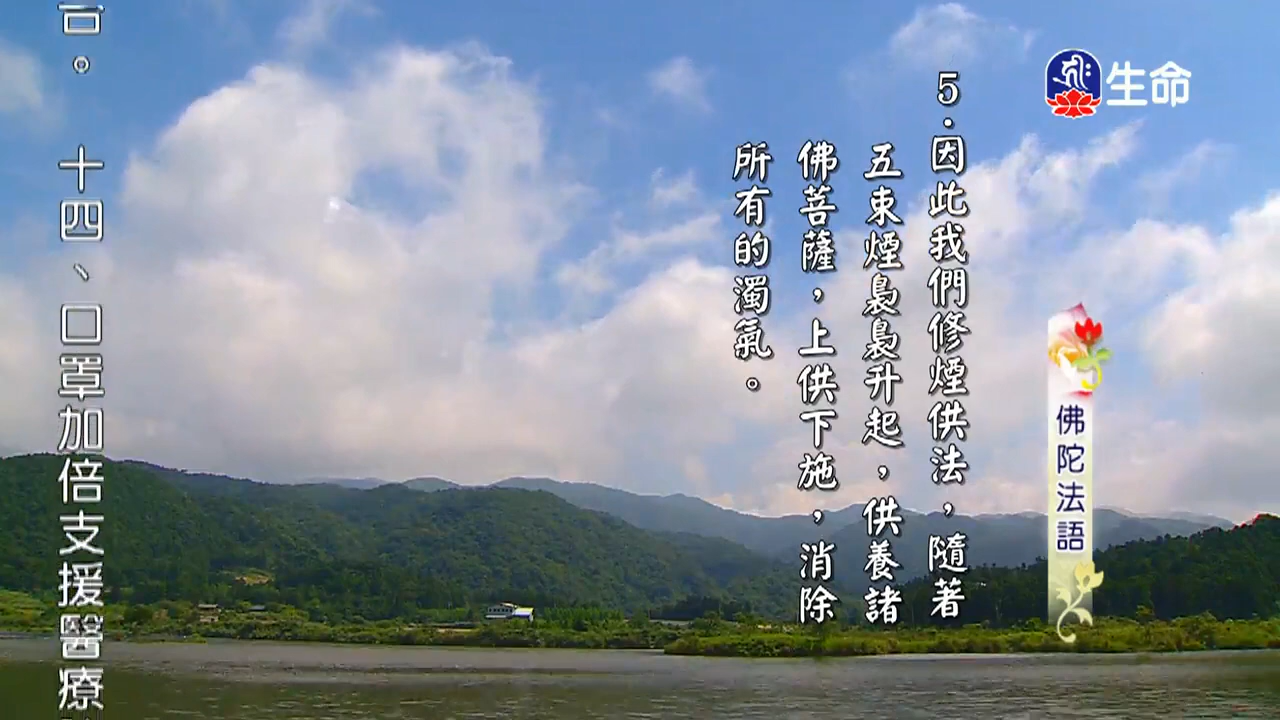 生命
佛陀法語
5.因此我們修煙供法，隨著
五束煙裊裊升起，供養諸
佛菩薩，上供下施，消除
所有的濁氣。
十四、口罩加倍支援醫療